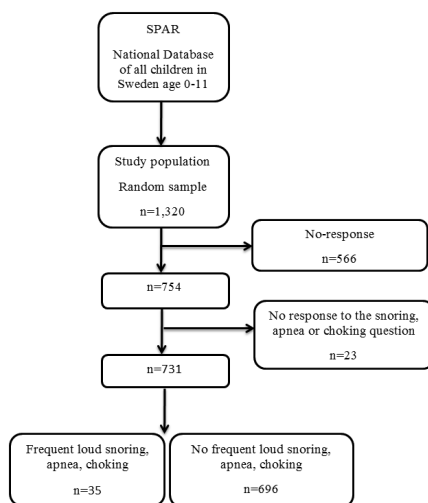 SPAR
National Database
of all children in
Sweden age 0-11
Study population
Random sample
n=1,320
No-response
n=566
n=754
No response to the snoring,
apnea or choking question
n=23
n=731
Frequent loud snoring,
apnea, choking
n=35
No frequent loud snoring,
apnea, choking
n=696